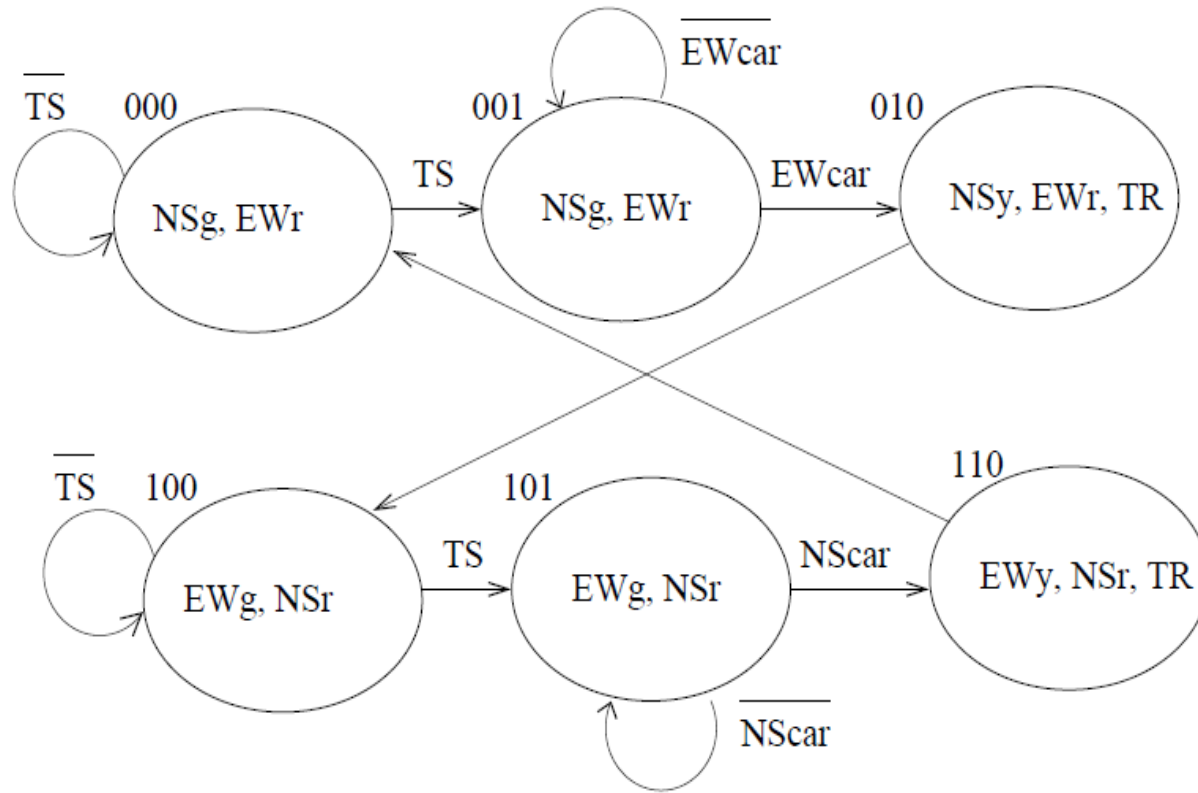 EWcar
TS
000
001
010
TS
EWcar
NSg, EWr
NSg, EWr
NSy, EWr, TR
TS
100
101
110
TS
NScar
EWg, NSr
EWg, NSr
EWy, NSr, TR
NScar